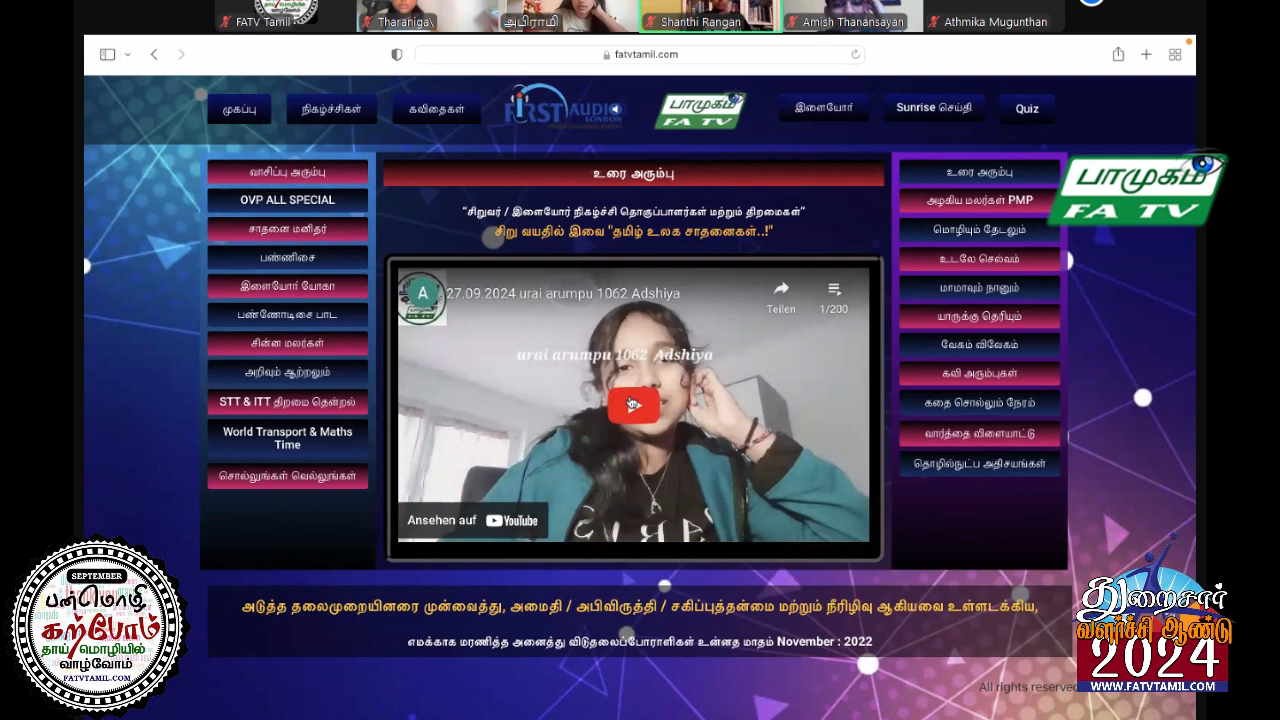 FATV Tamil
Tharaniga\
அபிராமி
Shanthi Rangan
Amish Thanansayan
Athmika Mugunthan
fatvtamil.com
முகப்பு
நிகழ்ச்சிகள்
கவிதைகள்
FIRST AUDIO
LONDON
பாமுகம்
FA TV
இளையோர்
Sunrise செய்தி
Quiz
வாசிப்பு அரும்பு
OVP ALL SPECIAL
சாதனை மனிதர்
பண்ணிசை
இளையோர் யோகா
பண்ணோடிசை பாட
சின்ன மலர்கள்
அறிவும் ஆற்றலும்
STT & ITT திறமை தென்றல்
World Transport & Maths
Time
சொல்லுங்கள் வெல்லுங்கள்
உரை அரும்பு
"சிறுவர் / இளையோர் நிகழ்ச்சி தொகுப்பாளர்கள் மற்றும் திறமைகள்"
சிறு வயதில் இவை "தமிழ் உலக சாதனைகள்..!"
A
27.09.2024 urai arumpu 1062 Adshiya
Teilen
1/200
urai arumpu 1062 Adshiya
Ansehen auf YouTube
உரை அரும்பு
அழகிய மலர்கள் PMP
மொழியும் தேடலும்
உடலே செல்வம்
மாமாவும் நானும்
யாருக்கு தெரியும்
வேகம் விவேகம்
கவி அரும்புகள்
கதை சொல்லும் நேரம்
வார்த்தை விளையாட்டு
தொழில்நுட்ப அதிசயங்கள்
பாமுகம்
FA TV
அடுத்த தலைமுறையினரை முன்வைத்து, அமைதி / அபிவிருத்தி / சகிப்புத்தன்மை மற்றும் நீரிழிவு ஆகியவை உள்ளடக்கிய,
எமக்காக மரணித்த அனைத்து விடுதலைப்போராளிகள் உன்னத மாதம் November : 2022
All rights reserved
SEPTEMBER
பன்மொழி
கற்போம்
தாய்மொழியில்
வாழ்வோம்
FATVTAMIL.COM
துறைசார்
வளர்ச்சி ஆண்டு
2024
WWW.FATVTAMIL.COM